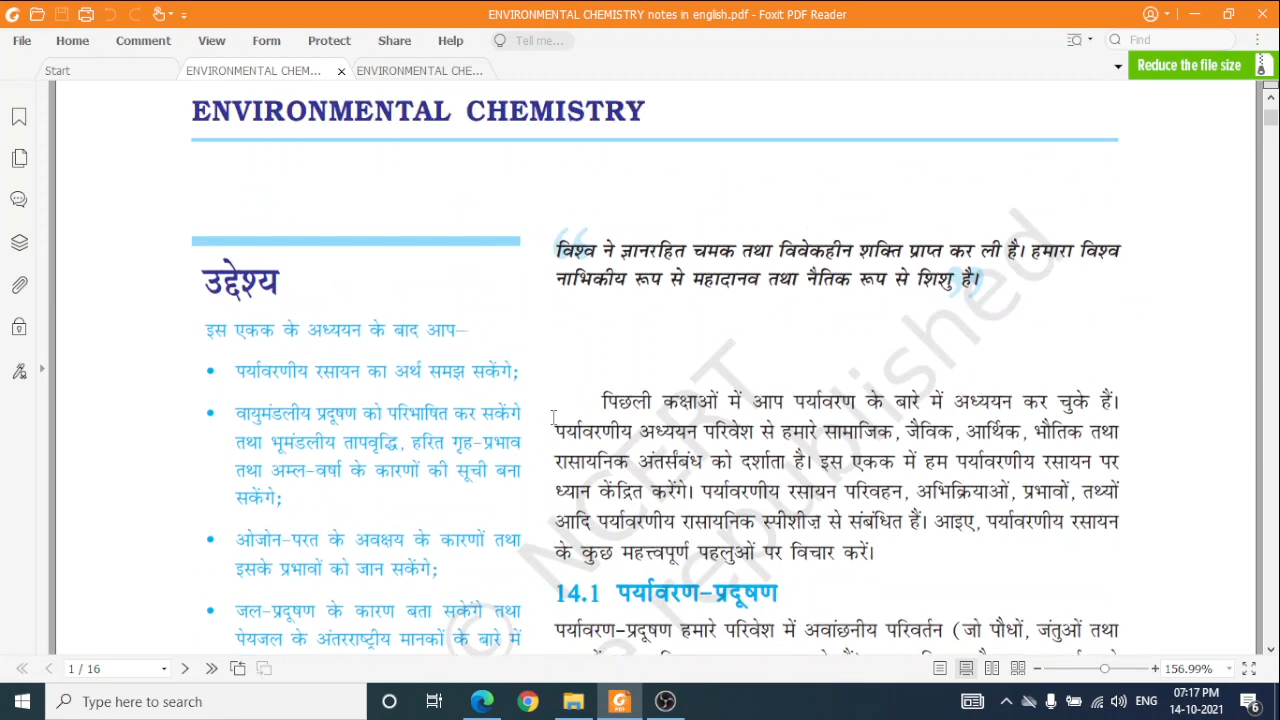 ENVIRONMENTAL CHEMISTRY notes in english.pdf - Foxit PDF Reader
File Home Comment View Form Protect Share Help Tell me... Find
Start ENVIRONMENTAL CHEM... ENVIRONMENTAL CHE... Reduce the file size
ENVIRONMENTAL CHEMISTRY
उद्देश्य
इस एकक के अध्ययन के बाद आप–
• पर्यावरणीय रसायन का अर्थ समझ सकेंगे;
• वायुमंडलीय प्रदूषण को परिभाषित कर सकेंगे
तथा भूमंडलीय तापवृद्धि, हरित गृह-प्रभाव
तथा अम्ल-वर्षा के कारणों की सूची बना
सकेंगे;
• ओजोन-परत के अवक्षय के कारणों तथा
इसके प्रभावों को जान सकेंगे;
• जल-प्रदूषण के कारण बता सकेंगे तथा
पेयजल के अंतरराष्ट्रीय मानकों के बारे में
“विश्व ने ज्ञानरहित चमक तथा विवेकहीन शक्ति प्राप्त कर ली है। हमारा विश्व
नाभिकीय रूप से महादानव तथा नैतिक रूप से शिशु है।”
पिछली कक्षाओं में आप पर्यावरण के बारे में अध्ययन कर चुके हैं।
पर्यावरणीय अध्ययन परिवेश से हमारे सामाजिक, जैविक, आर्थिक, भौतिक तथा
रासायनिक अंतर्संबंध को दर्शाता है। इस एकक में हम पर्यावरणीय रसायन पर
ध्यान केंद्रित करेंगे। पर्यावरणीय रसायन परिवहन, अभिक्रियाओं, प्रभावों, तथ्यों
आदि पर्यावरणीय रासायनिक स्पीशीज़ से संबंधित हैं। आइए, पर्यावरणीय रसायन
के कुछ महत्त्वपूर्ण पहलुओं पर विचार करें।
14.1 पर्यावरण-प्रदूषण
पर्यावरण-प्रदूषण हमारे परिवेश में अवांछनीय परिवर्तन (जो पौधों, जंतुओं तथा
© NCERT
republished
1 / 16 156.99%
Type here to search ENG 07:17 PM
14-10-2021 6